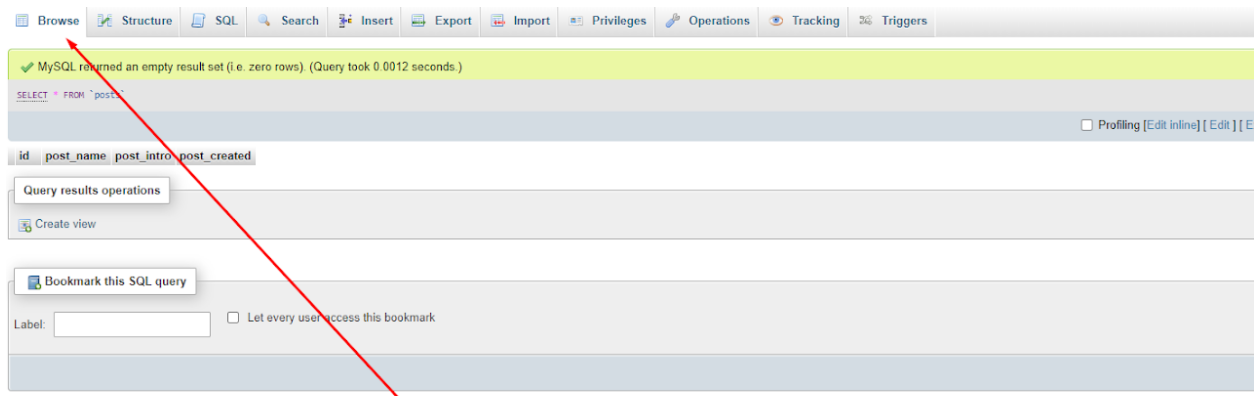 Browse Structure SQL Search Insert Export Import Privileges Operations Tracking Triggers
MySQL returned an empty result set (i.e. zero rows). (Query took 0.0012 seconds.)
SELECT * FROM `posts`
Profiling [Edit inline] [ Edit ] [ E
id post_name post_intro post_created
Query results operations
Create view
Bookmark this SQL query
Label: Let every user access this bookmark